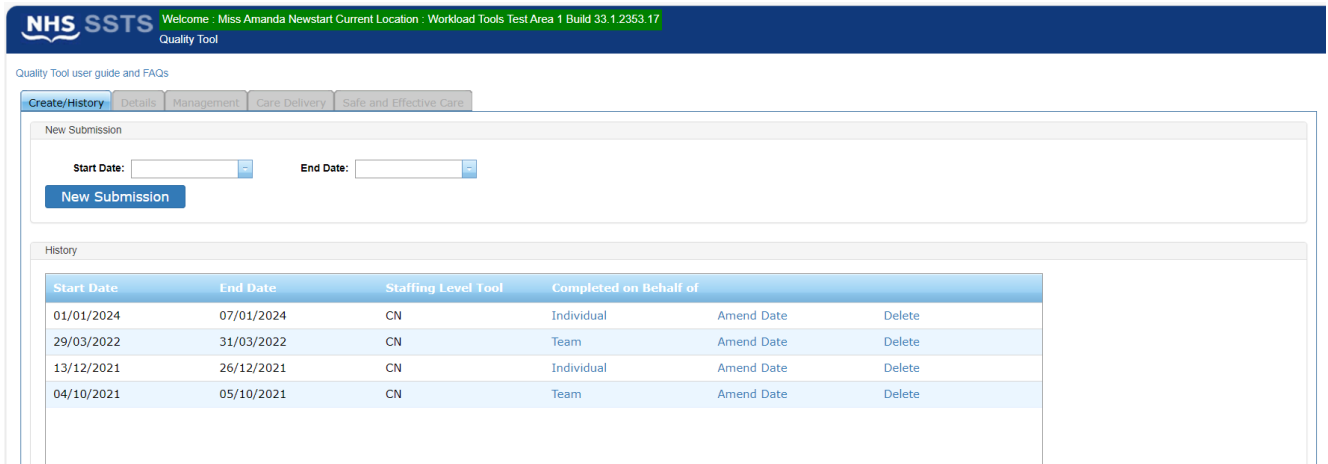 NHS SSTS Welcome : Miss Amanda Newstart Current Location : Workload Tools Test Area 1 Build 33.1.2353.17
Quality Tool
Quality Tool user guide and FAQs
Create/History Details Management Care Delivery Safe and Effective Care
New Submission
Start Date: End Date:
New Submission
History
Start Date End Date Staffing Level Tool Completed on Behalf of
01/01/2024 07/01/2024 CN Individual Amend Date Delete
29/03/2022 31/03/2022 CN Team Amend Date Delete
13/12/2021 26/12/2021 CN Individual Amend Date Delete
04/10/2021 05/10/2021 CN Team Amend Date Delete